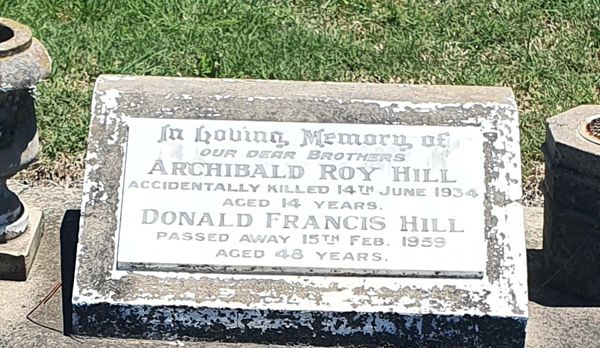 In Loving Memory of
OUR DEAR BROTHERS
ARCHIBALD ROY HILL
ACCIDENTALLY KILLED 14TH JUNE 1934
AGED 14 YEARS.
DONALD FRANCIS HILL
PASSED AWAY 15TH FEB. 1959
AGED 48 YEARS.